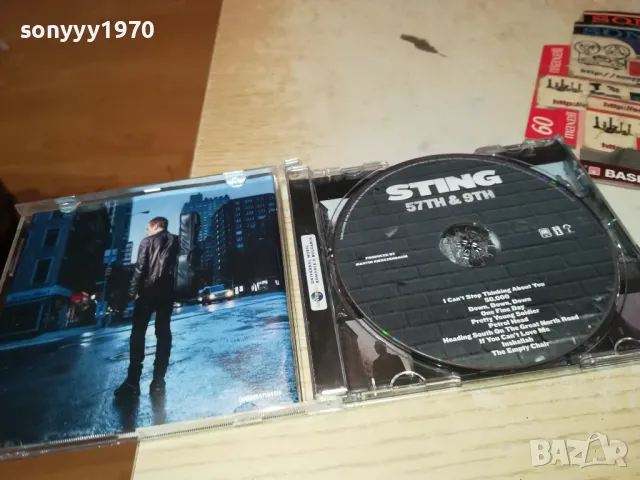 sonyyy1970
STING
57TH & 9TH
PRODUCED BY
I Can't Stop Thinking About You
50,000
Down, Down, Down
One Fine Day
Pretty Young Soldier
Petrol Head
Heading South On The Great North Road
If You Can't Love Me
Inshallah
The Empty Chair
60
maxell
BAS
BAZAR